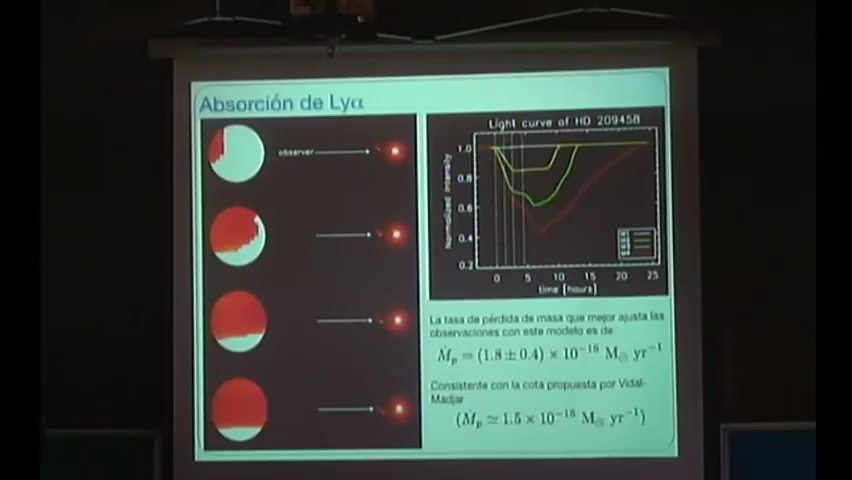 Absorción de Lyα
observer
Light curve of HD 209458
Normalized Intensity
1.0
0.8
0.6
0.4
0.2
0 5 10 15 20 25
time [hours]
La tasa de pérdida de masa que mejor ajusta las
observaciones con este modelo es de
Ṁp = (1.8 ± 0.4) × 10⁻¹⁶ M⊙ yr⁻¹
Consistente con la cota propuesta por Vidal-
Madjar
(Ṁp ≃ 1.5 × 10⁻¹⁶ M⊙ yr⁻¹)